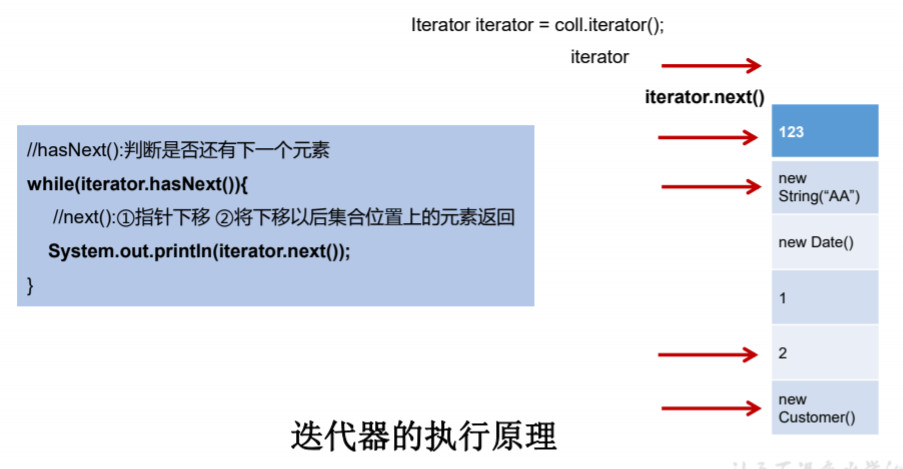 Iterator iterator = coll.iterator();
iterator
iterator.next()
//hasNext():判断是否还有下一个元素
while(iterator.hasNext()){
//next():①指针下移 ②将下移以后集合位置上的元素返回
System.out.println(iterator.next());
}
123
new
String(“AA”)
new Date()
1
2
new
Customer()
迭代器的执行原理